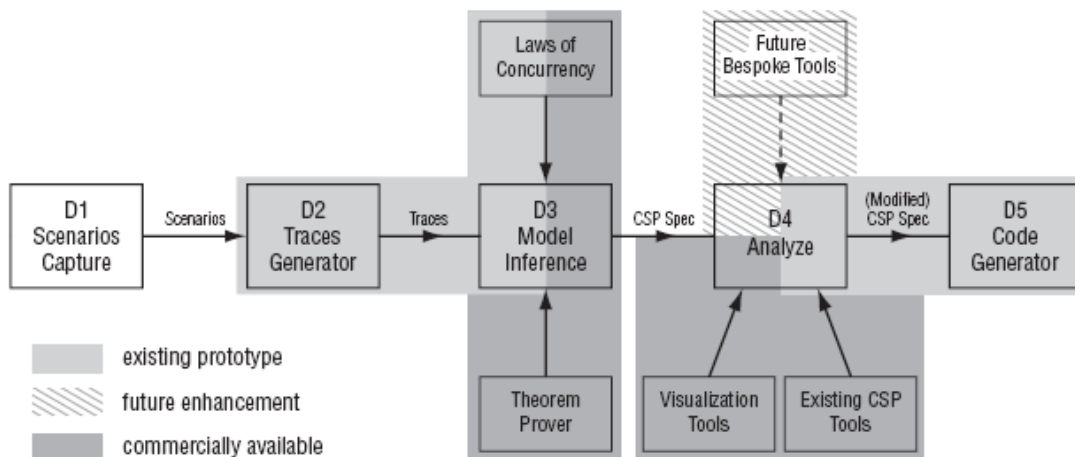 Laws of
Concurrency
Future
Bespoke Tools
D1
Scenarios
Capture
Scenarios
D2
Traces
Generator
Traces
D3
Model
Inference
CSP Spec
D4
Analyze
(Modified)
CSP Spec
D5
Code
Generator
existing prototype
future enhancement
commercially available
Theorem
Prover
Visualization
Tools
Existing CSP
Tools